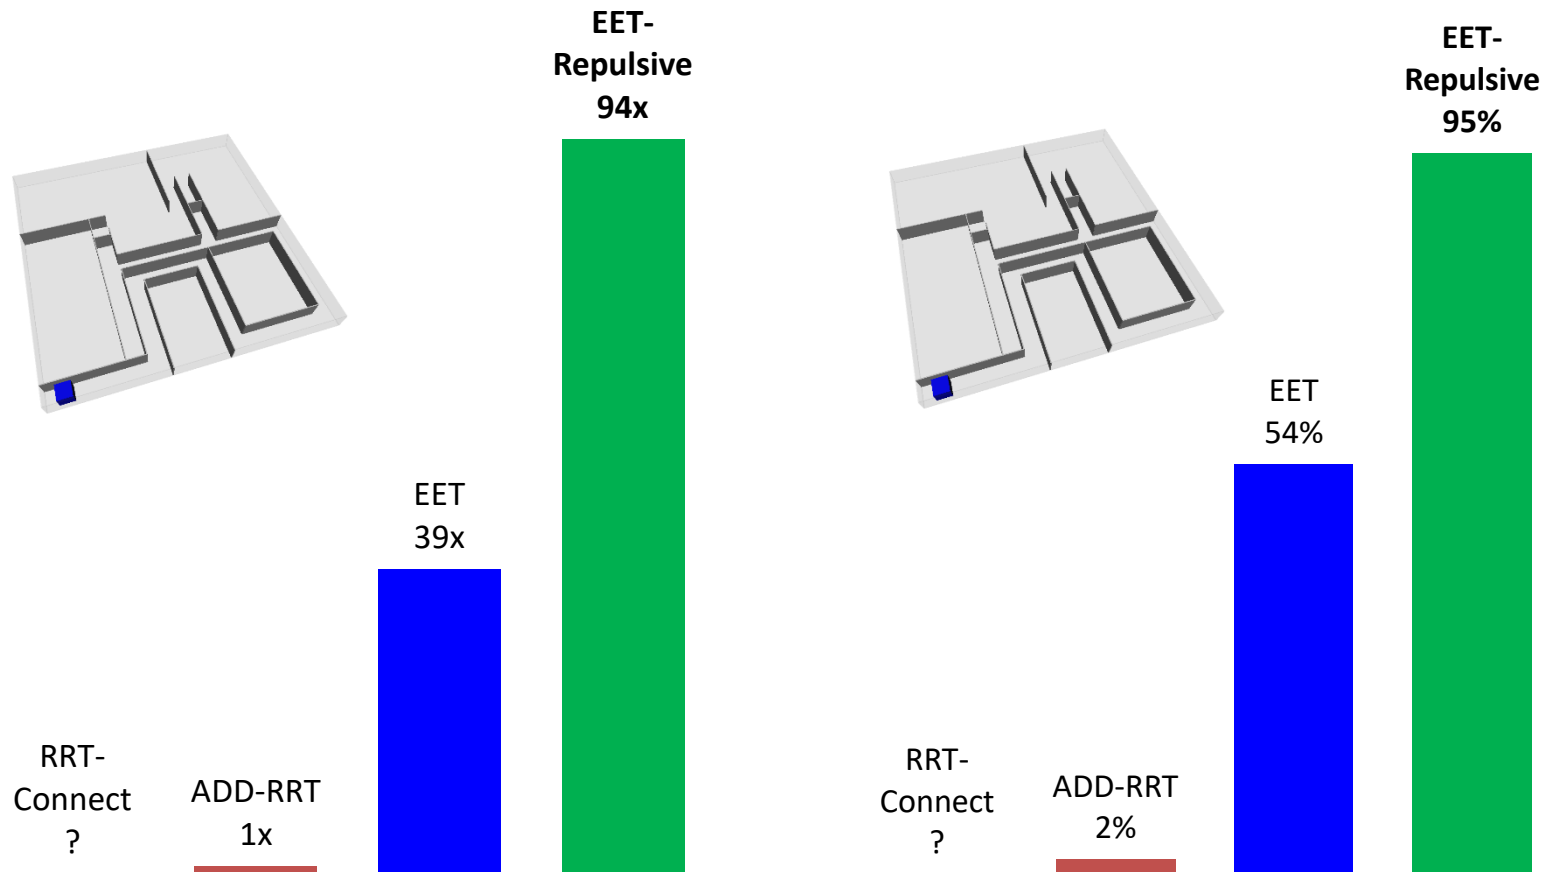 EET-
Repulsive
94x
EET
39x
RRT-
Connect
?
ADD-RRT
1x
EET-
Repulsive
95%
EET
54%
RRT-
Connect
?
ADD-RRT
2%